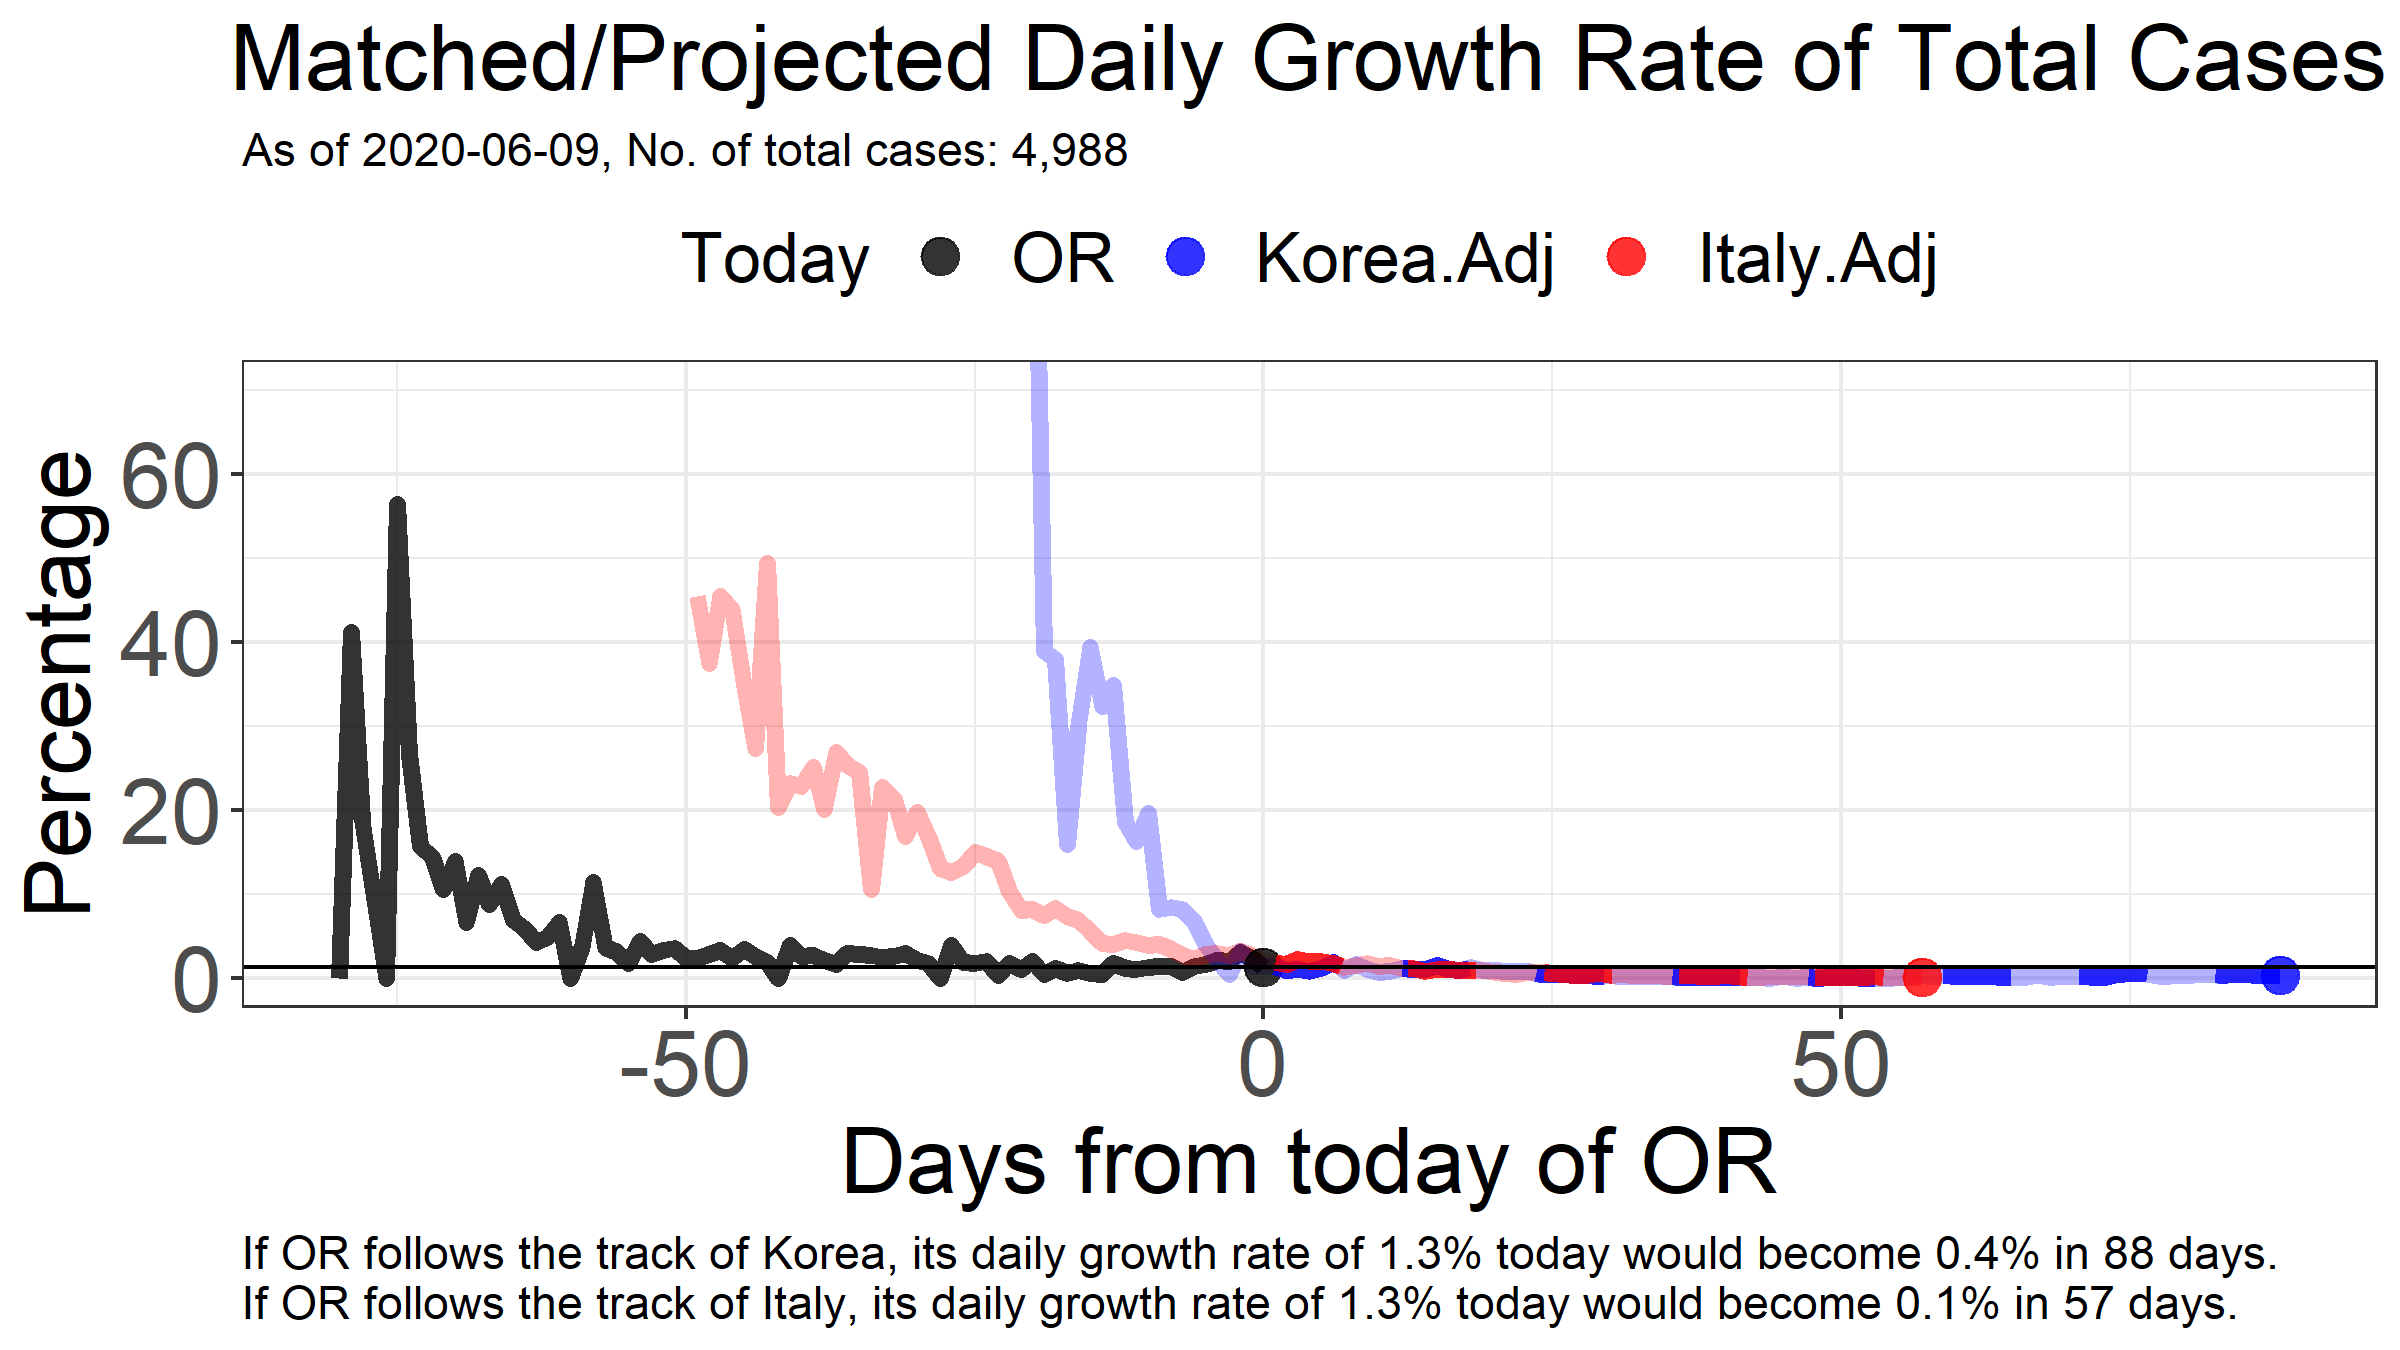 Matched/Projected Daily Growth Rate of Total Cases
As of 2020-06-09, No. of total cases: 4,988
Today OR Korea.Adj Italy.Adj
Percentage
60
40
20
0
-50 0 50
Days from today of OR
If OR follows the track of Korea, its daily growth rate of 1.3% today would become 0.4% in 88 days.
If OR follows the track of Italy, its daily growth rate of 1.3% today would become 0.1% in 57 days.